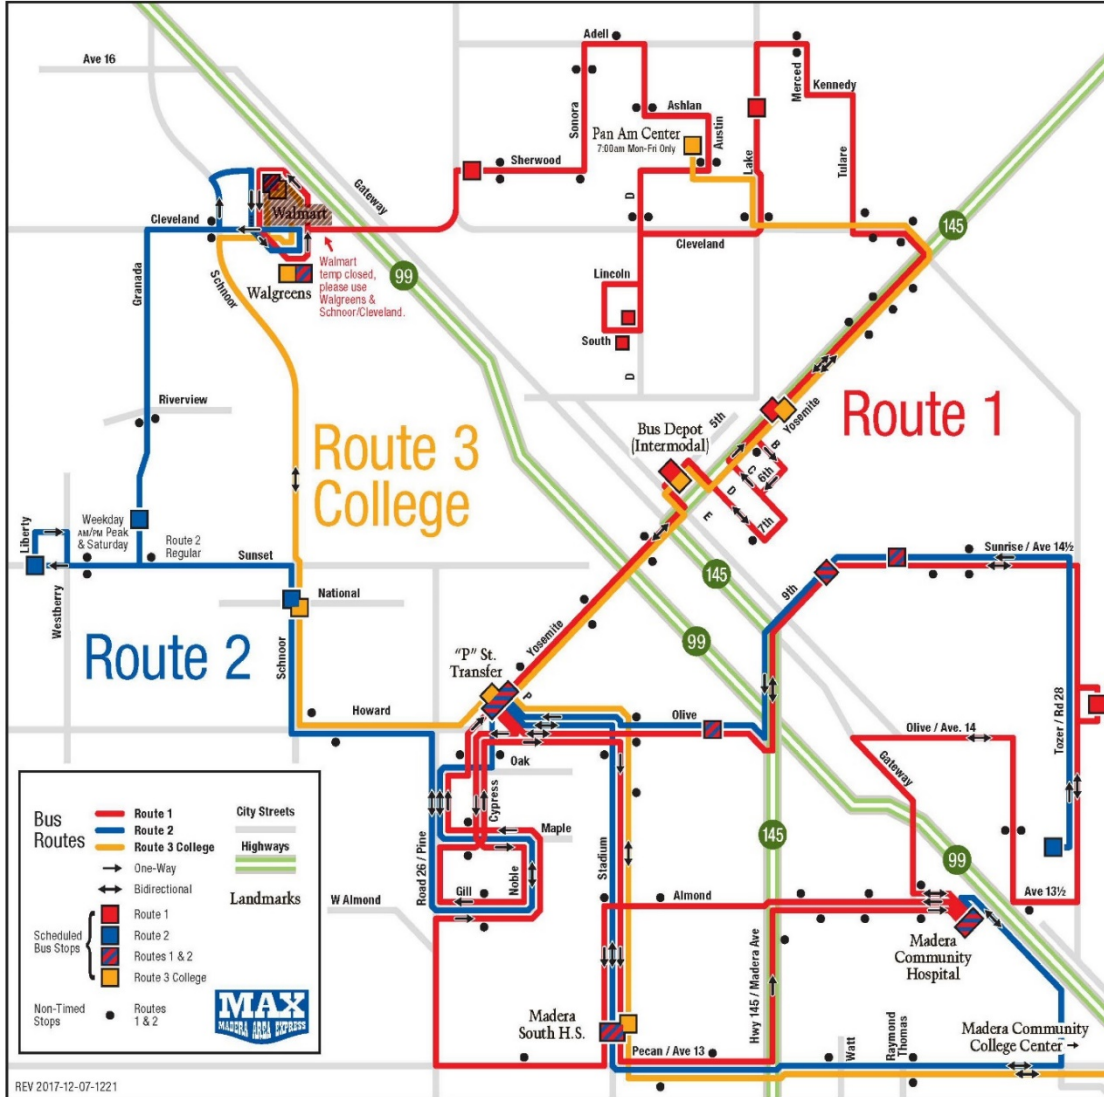 Adell
Ave 16
Merced
Kennedy
Ashlan
Sonora
Pan Am Center
7:00am Mon-Fri Only
Austin
Lake
Tulare
Sherwood
Gateway
D
Walmart
Cleveland
145
Cleveland
Walmart
temp closed,
please use
Walgreens &
Schnoor/Cleveland.
99
Granada
Schnoor
Walgreens
Lincoln
South
D
Riverview
Route 1
Route 3
College
5th
Yosemite
Bus Depot
(Intermodal)
B
6th
C
D
E
7th
Weekday
AM/PM Peak
& Saturday
Route 2
Regular
Liberty
Sunset
Sunrise / Ave 14½
145
9th
Westberry
National
99
Route 2
Schnoor
Yosemite
"P" St.
Transfer
P
Howard
Olive
Olive / Ave. 14
Tozer / Rd 28
Gateway
Oak
Cypress
Maple
Bus
Routes
Route 1
Route 2
Route 3 College
One-Way
Bidirectional
City Streets
Highways
Landmarks
Scheduled
Bus Stops
Route 1
Route 2
Routes 1 & 2
Route 3 College
Non-Timed
Stops
Routes
1 & 2
MAX
MADERA AREA EXPRESS
145
99
Road 26 / Pine
Noble
Stadium
Gill
W Almond
Almond
Ave 13½
Madera
Community
Hospital
Hwy 145 / Madera Ave
Madera
South H.S.
Pecan / Ave 13
Watt
Raymond
Thomas
Madera Community
College Center →
REV 2017-12-07-1221